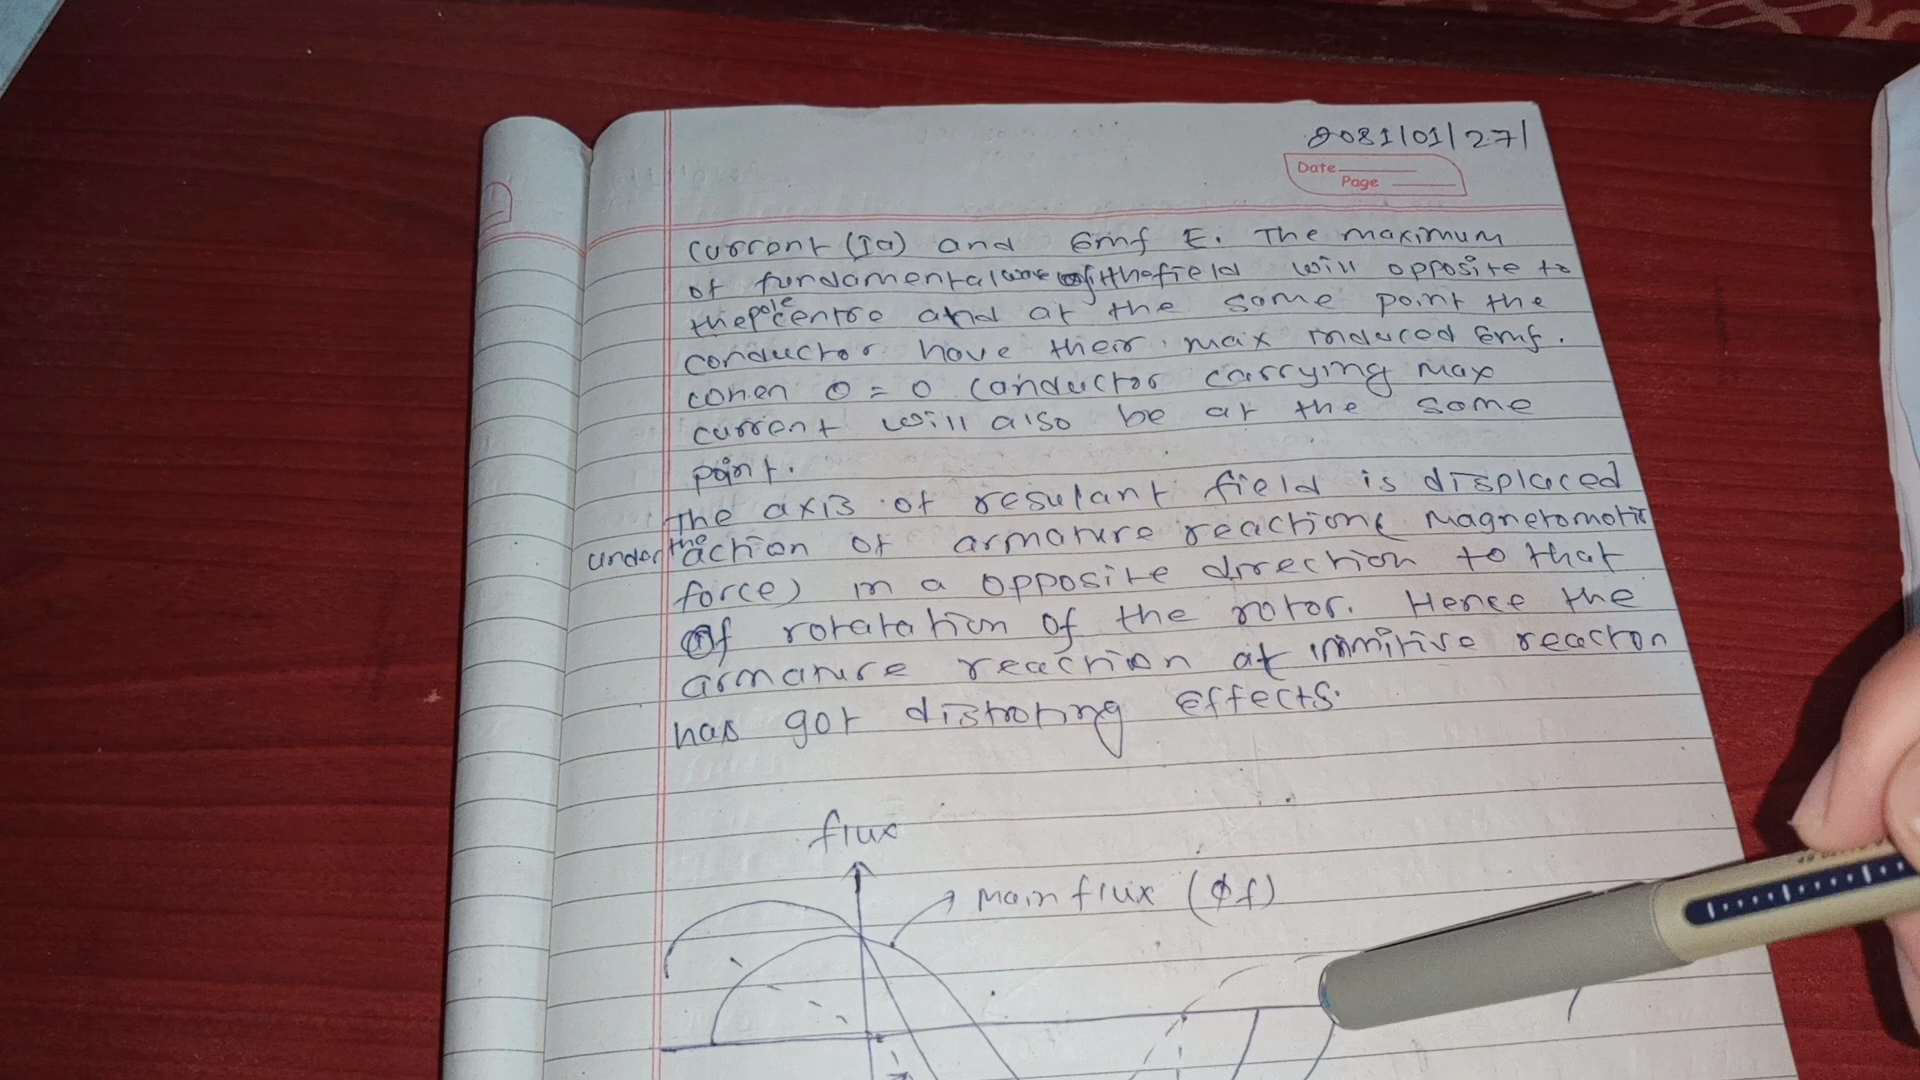 2081/01/27/
Date
Page
current (Ia) and Emf E. The maximum
of fundamental of the field will opposite to
the pole centre and at the same point the
conductor have their max induced Emf.
when θ = 0 conductor carrying max
current will also be at the same
point.
The axis of resulant field is displaced
under the action of armature reaction( Magnetomotic
force) in a opposite direction to that
of rotatation of the rotor. Hence the
armature reaction at reaction
has got distroting effects.
flux
Main flux (φf)